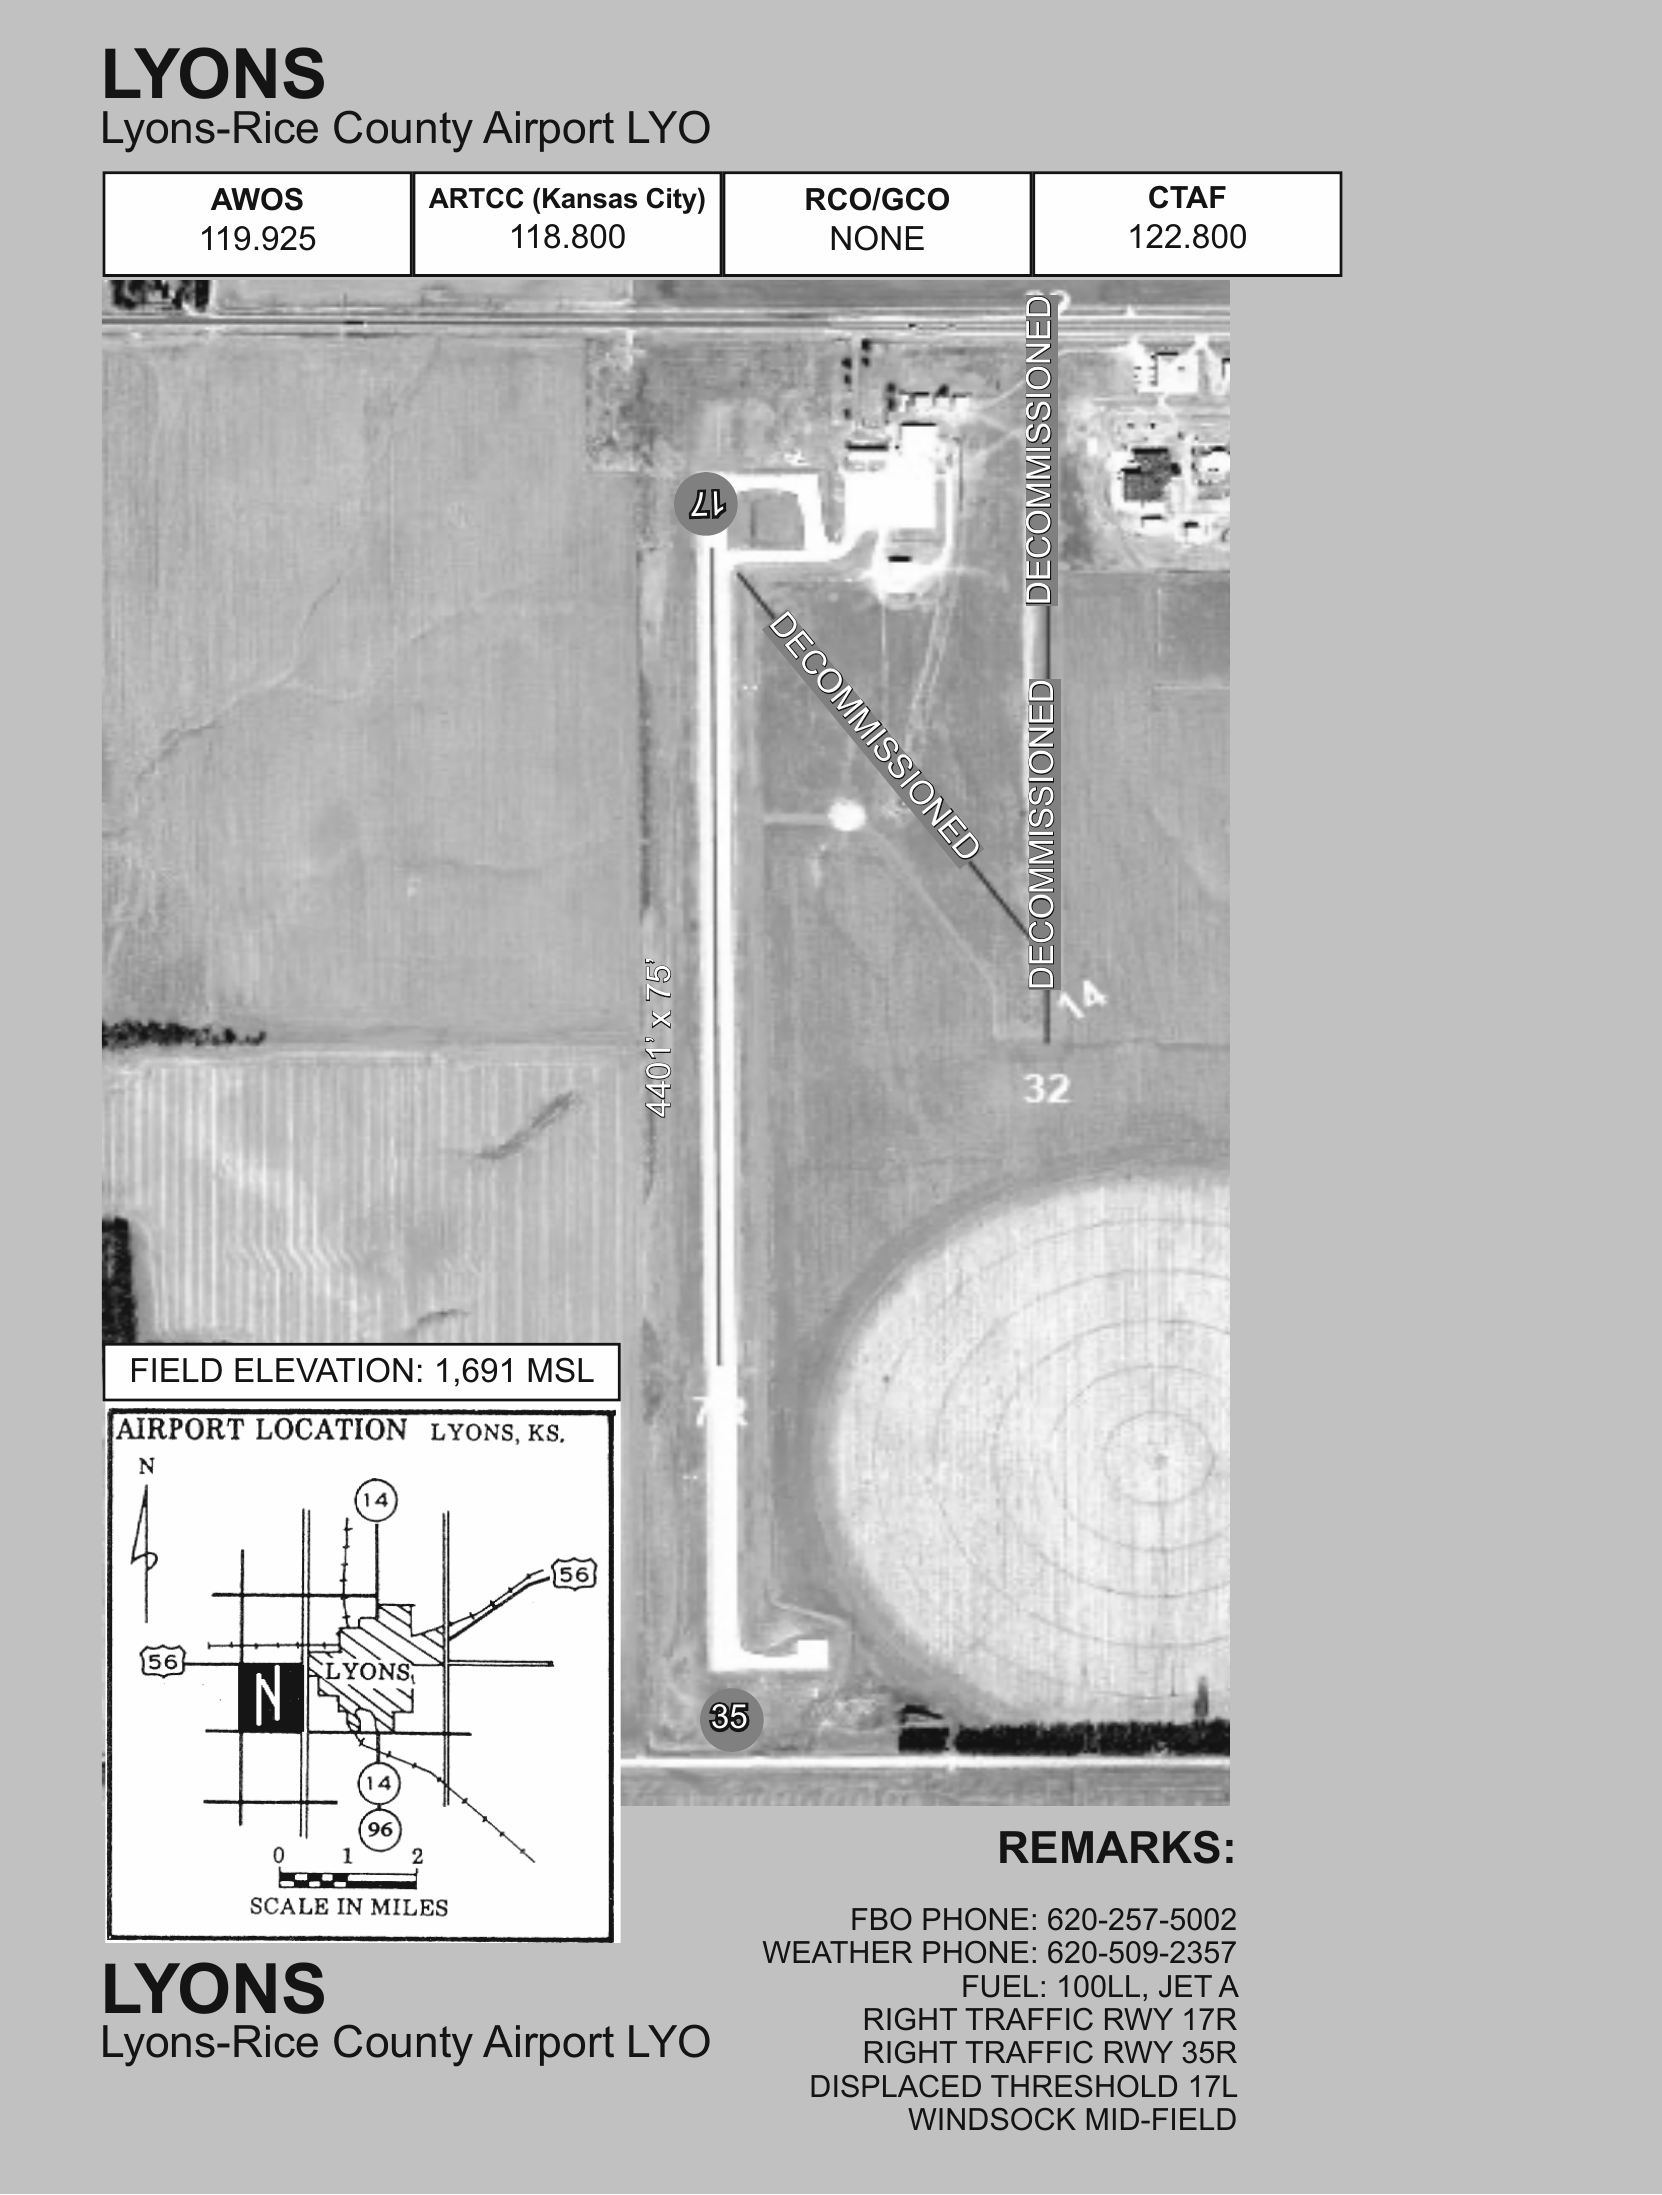 LYONS
Lyons-Rice County Airport LYO
AWOS
119.925
ARTCC (Kansas City)
118.800
RCO/GCO
NONE
CTAF
122.800
DECOMMISSIONED
17
DECOMMISSIONED
DECOMMISSIONED
4401’ x 75’
14
32
35
FIELD ELEVATION: 1,691 MSL
AIRPORT LOCATION LYONS, KS.
N
14
56
56
LYONS
N
14
96
0 1 2
SCALE IN MILES
REMARKS:
FBO PHONE: 620-257-5002
WEATHER PHONE: 620-509-2357
FUEL: 100LL, JET A
RIGHT TRAFFIC RWY 17R
RIGHT TRAFFIC RWY 35R
DISPLACED THRESHOLD 17L
WINDSOCK MID-FIELD
LYONS
Lyons-Rice County Airport LYO